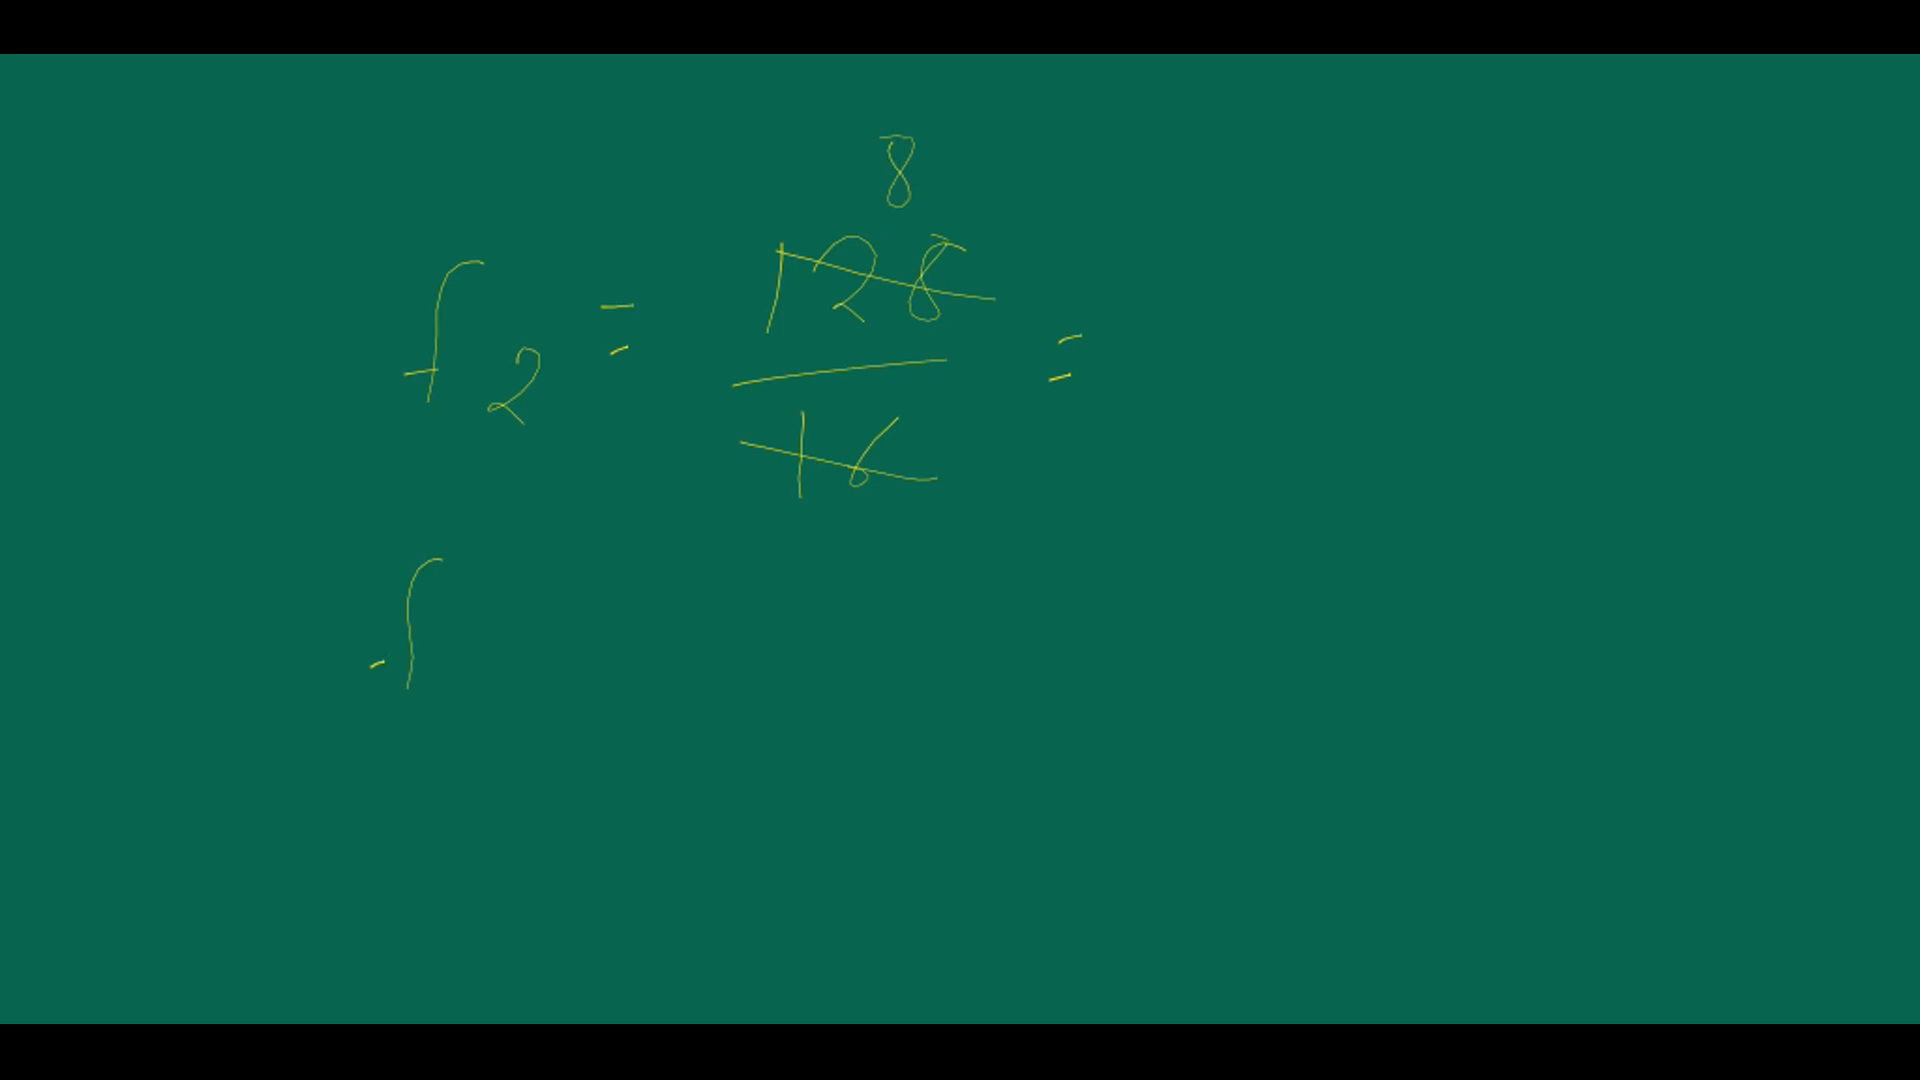 8
f₂ = 128/16 =
f